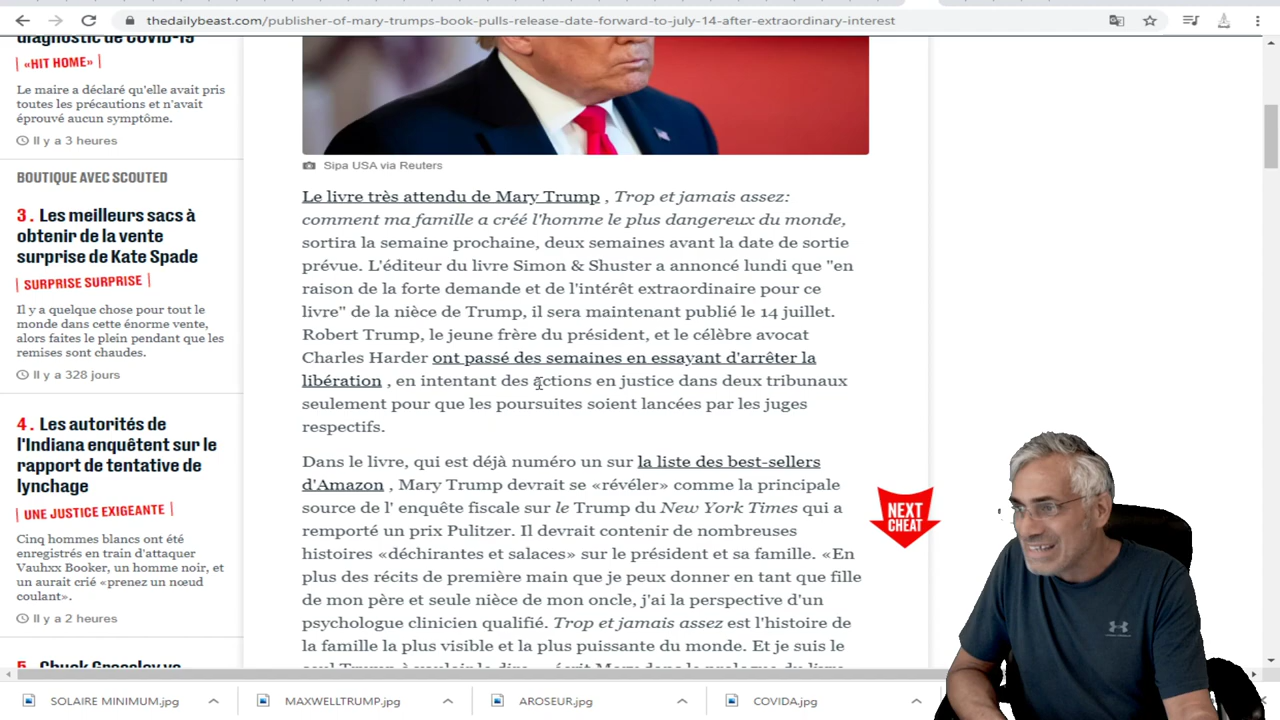 thedailybeast.com/publisher-of-mary-trumps-book-pulls-release-date-forward-to-july-14-after-extraordinary-interest
diagnostic de COVID-19
«HIT HOME»
Le maire a déclaré qu'elle avait pris
toutes les précautions et n'avait
éprouvé aucun symptôme.
Il y a 3 heures
BOUTIQUE AVEC SCOUTED
3. Les meilleurs sacs à
obtenir de la vente
surprise de Kate Spade
SURPRISE SURPRISE
Il y a quelque chose pour tout le
monde dans cette énorme vente,
alors faites le plein pendant que les
remises sont chaudes.
Il y a 328 jours
4. Les autorités de
l'Indiana enquêtent sur le
rapport de tentative de
lynchage
UNE JUSTICE EXIGEANTE
Cinq hommes blancs ont été
enregistrés en train d'attaquer
Vauhxx Booker, un homme noir, et
un aurait crié «prenez un nœud
coulant».
Il y a 2 heures
Sipa USA via Reuters
Le livre très attendu de Mary Trump , Trop et jamais assez:
comment ma famille a créé l'homme le plus dangereux du monde,
sortira la semaine prochaine, deux semaines avant la date de sortie
prévue. L'éditeur du livre Simon & Shuster a annoncé lundi que "en
raison de la forte demande et de l'intérêt extraordinaire pour ce
livre" de la nièce de Trump, il sera maintenant publié le 14 juillet.
Robert Trump, le jeune frère du président, et le célèbre avocat
Charles Harder ont passé des semaines en essayant d'arrêter la
libération , en intentant des actions en justice dans deux tribunaux
seulement pour que les poursuites soient lancées par les juges
respectifs.
Dans le livre, qui est déjà numéro un sur la liste des best-sellers
d'Amazon , Mary Trump devrait se «révéler» comme la principale
source de l' enquête fiscale sur le Trump du New York Times qui a
remporté un prix Pulitzer. Il devrait contenir de nombreuses
histoires «déchirantes et salaces» sur le président et sa famille. «En
plus des récits de première main que je peux donner en tant que fille
de mon père et seule nièce de mon oncle, j'ai la perspective d'un
psychologue clinicien qualifié. Trop et jamais assez est l'histoire de
la famille la plus visible et la plus puissante du monde. Et je suis le
NEXT
CHEAT
SOLAIRE MINIMUM.jpg
MAXWELLTRUMP.jpg
AROSEUR.jpg
COVIDA.jpg